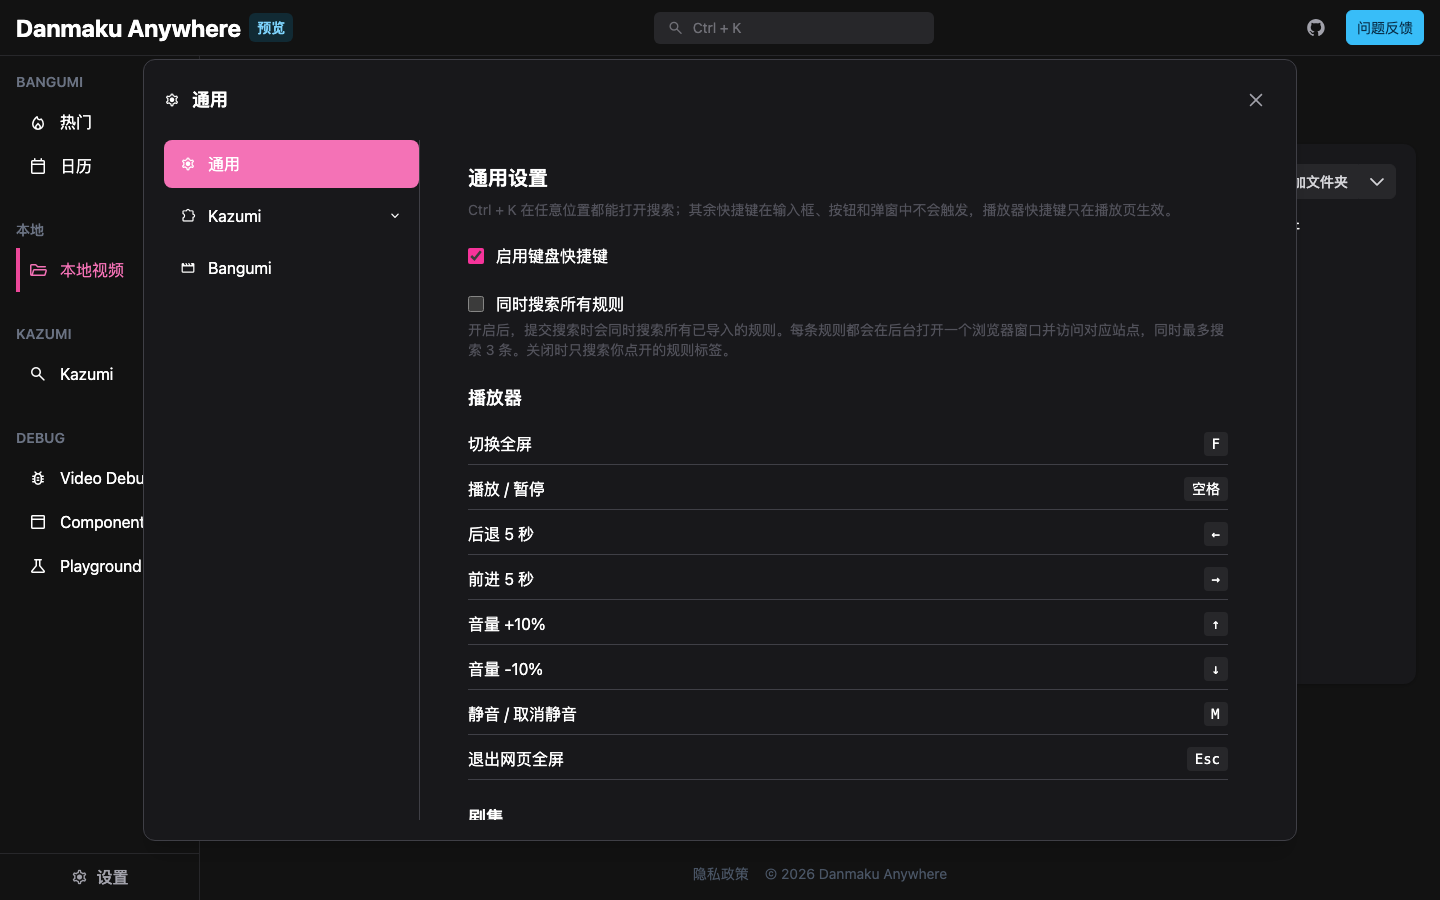 Danmaku Anywhere 预览
Ctrl + K
问题反馈
BANGUMI
热门
日历
本地
本地视频
KAZUMI
Kazumi
DEBUG
Video Debu
Component
Playground
设置
通用
通用
Kazumi
Bangumi
通用设置
Ctrl + K 在任意位置都能打开搜索；其余快捷键在输入框、按钮和弹窗中不会触发，播放器快捷键只在播放页生效。
启用键盘快捷键
同时搜索所有规则
开启后，提交搜索时会同时搜索所有已导入的规则。每条规则都会在后台打开一个浏览器窗口并访问对应站点，同时最多搜
索 3 条。关闭时只搜索你点开的规则标签。
播放器
切换全屏 F
播放 / 暂停 空格
后退 5 秒 ←
前进 5 秒 →
音量 +10% ↑
音量 -10% ↓
静音 / 取消静音 M
退出网页全屏 Esc
剧集
加文件夹
隐私政策 © 2026 Danmaku Anywhere